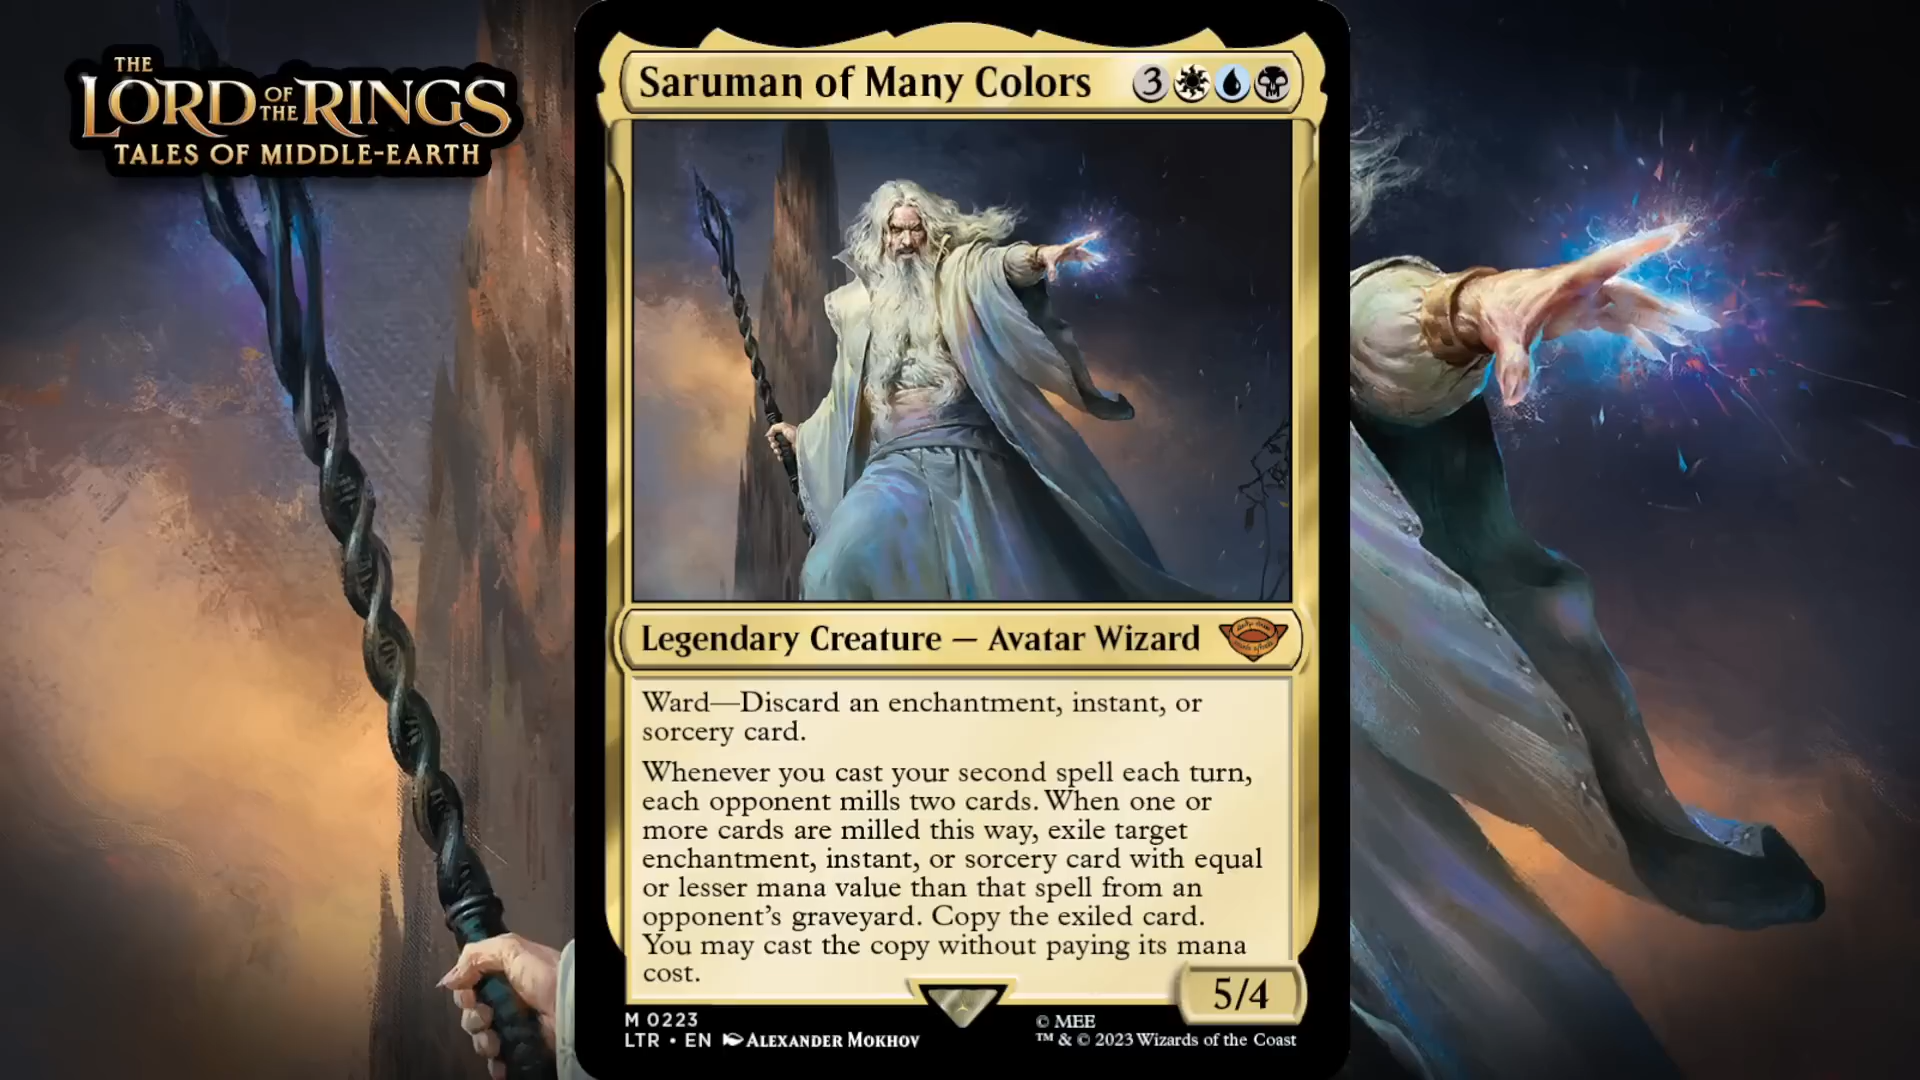 THE
LORD OF THE RINGS
TALES OF MIDDLE-EARTH
Saruman of Many Colors 3
Legendary Creature — Avatar Wizard
Ward—Discard an enchantment, instant, or
sorcery card.
Whenever you cast your second spell each turn,
each opponent mills two cards. When one or
more cards are milled this way, exile target
enchantment, instant, or sorcery card with equal
or lesser mana value than that spell from an
opponent's graveyard. Copy the exiled card.
You may cast the copy without paying its mana
cost.
5/4
M 0223
LTR • EN ALEXANDER MOKHOV
© MEE
™ & © 2023 Wizards of the Coast